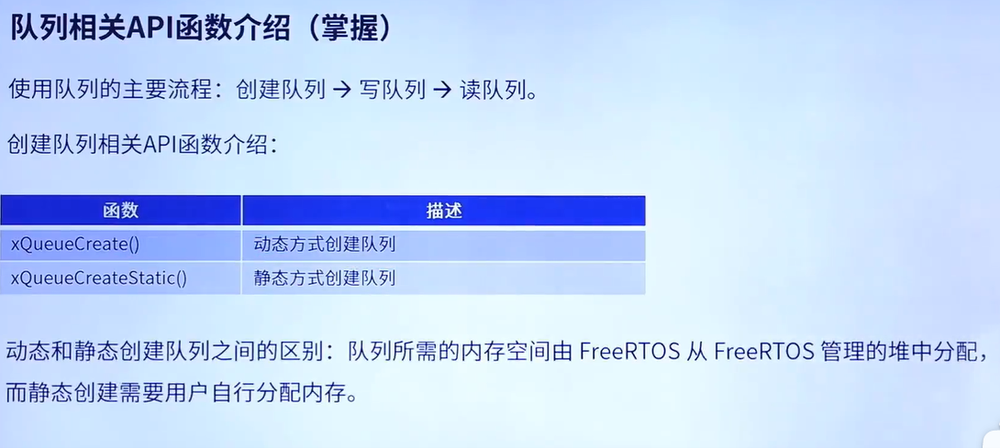 队列相关API函数介绍（掌握）
使用队列的主要流程：创建队列 → 写队列 → 读队列。
创建队列相关API函数介绍：
函数 描述
xQueueCreate() 动态方式创建队列
xQueueCreateStatic() 静态方式创建队列
动态和静态创建队列之间的区别：队列所需的内存空间由 FreeRTOS 从 FreeRTOS 管理的堆中分配，
而静态创建需要用户自行分配内存。